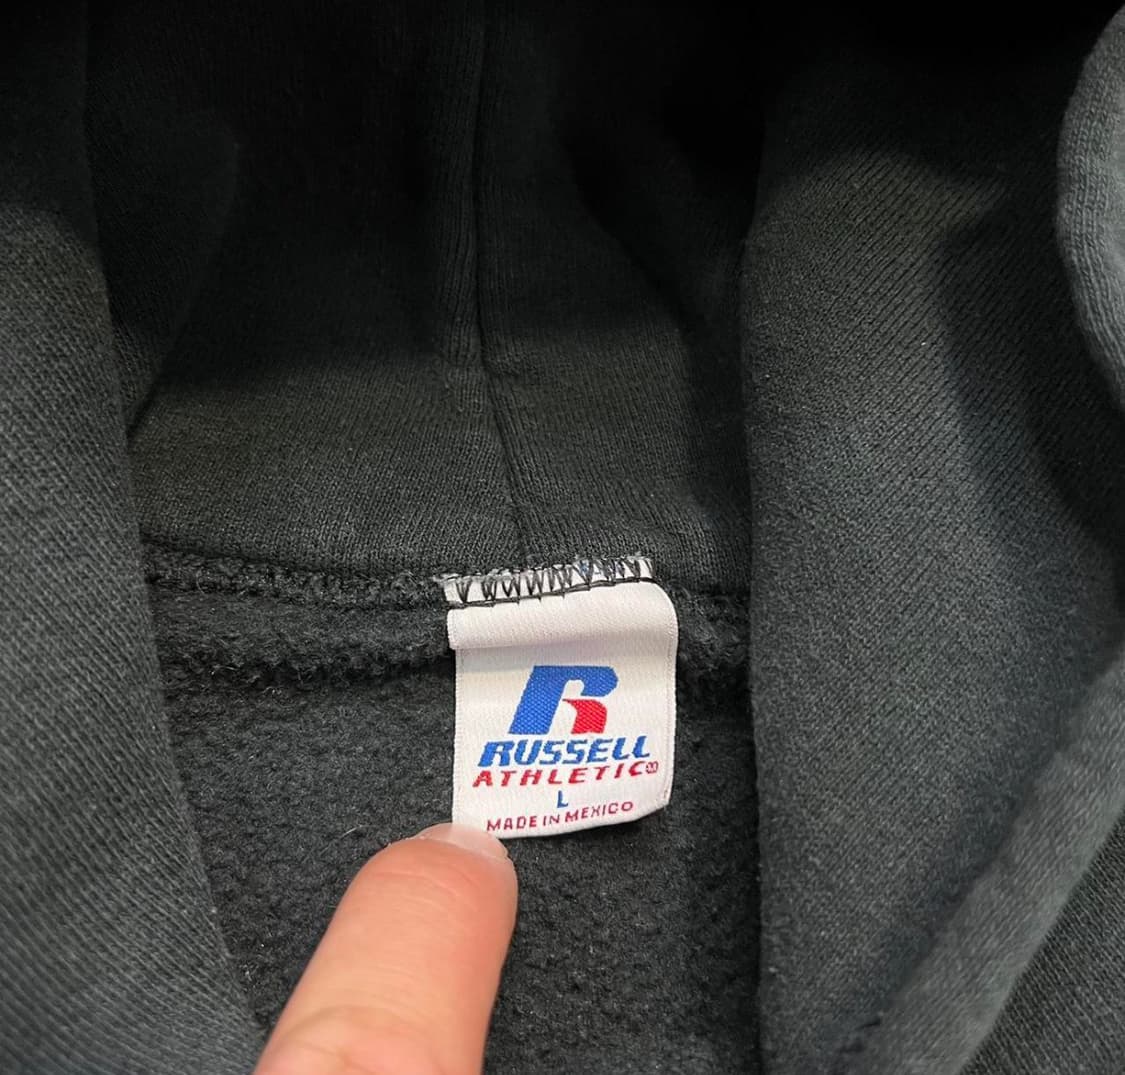 R
RUSSELL
ATHLETIC
L
MADE IN MEXICO